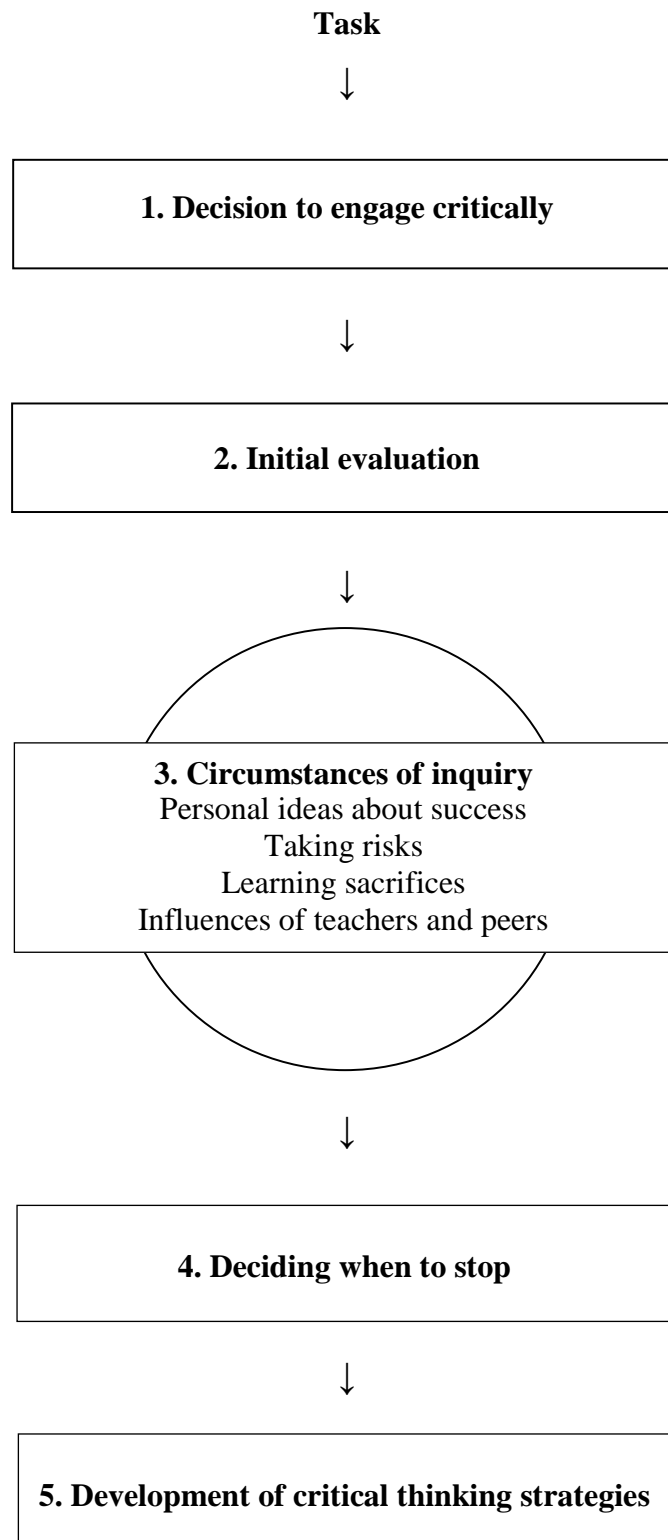 Task
↓
1. Decision to engage critically
↓
2. Initial evaluation
↓
3. Circumstances of inquiry
Personal ideas about success
Taking risks
Learning sacrifices
Influences of teachers and peers
↓
4. Deciding when to stop
↓
5. Development of critical thinking strategies